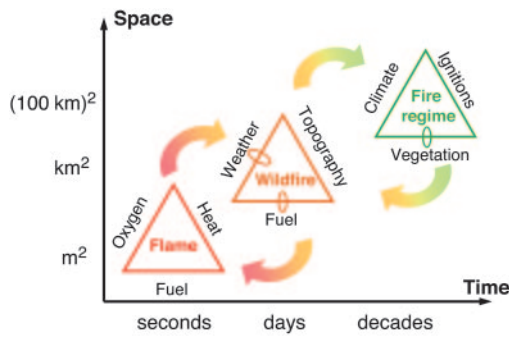 Space
(100 km)²
km²
m²
Climate
Ignitions
Fire
regime
Vegetation
Weather
Topography
Wildfire
Fuel
Oxygen
Heat
Flame
Fuel
Time
seconds days decades